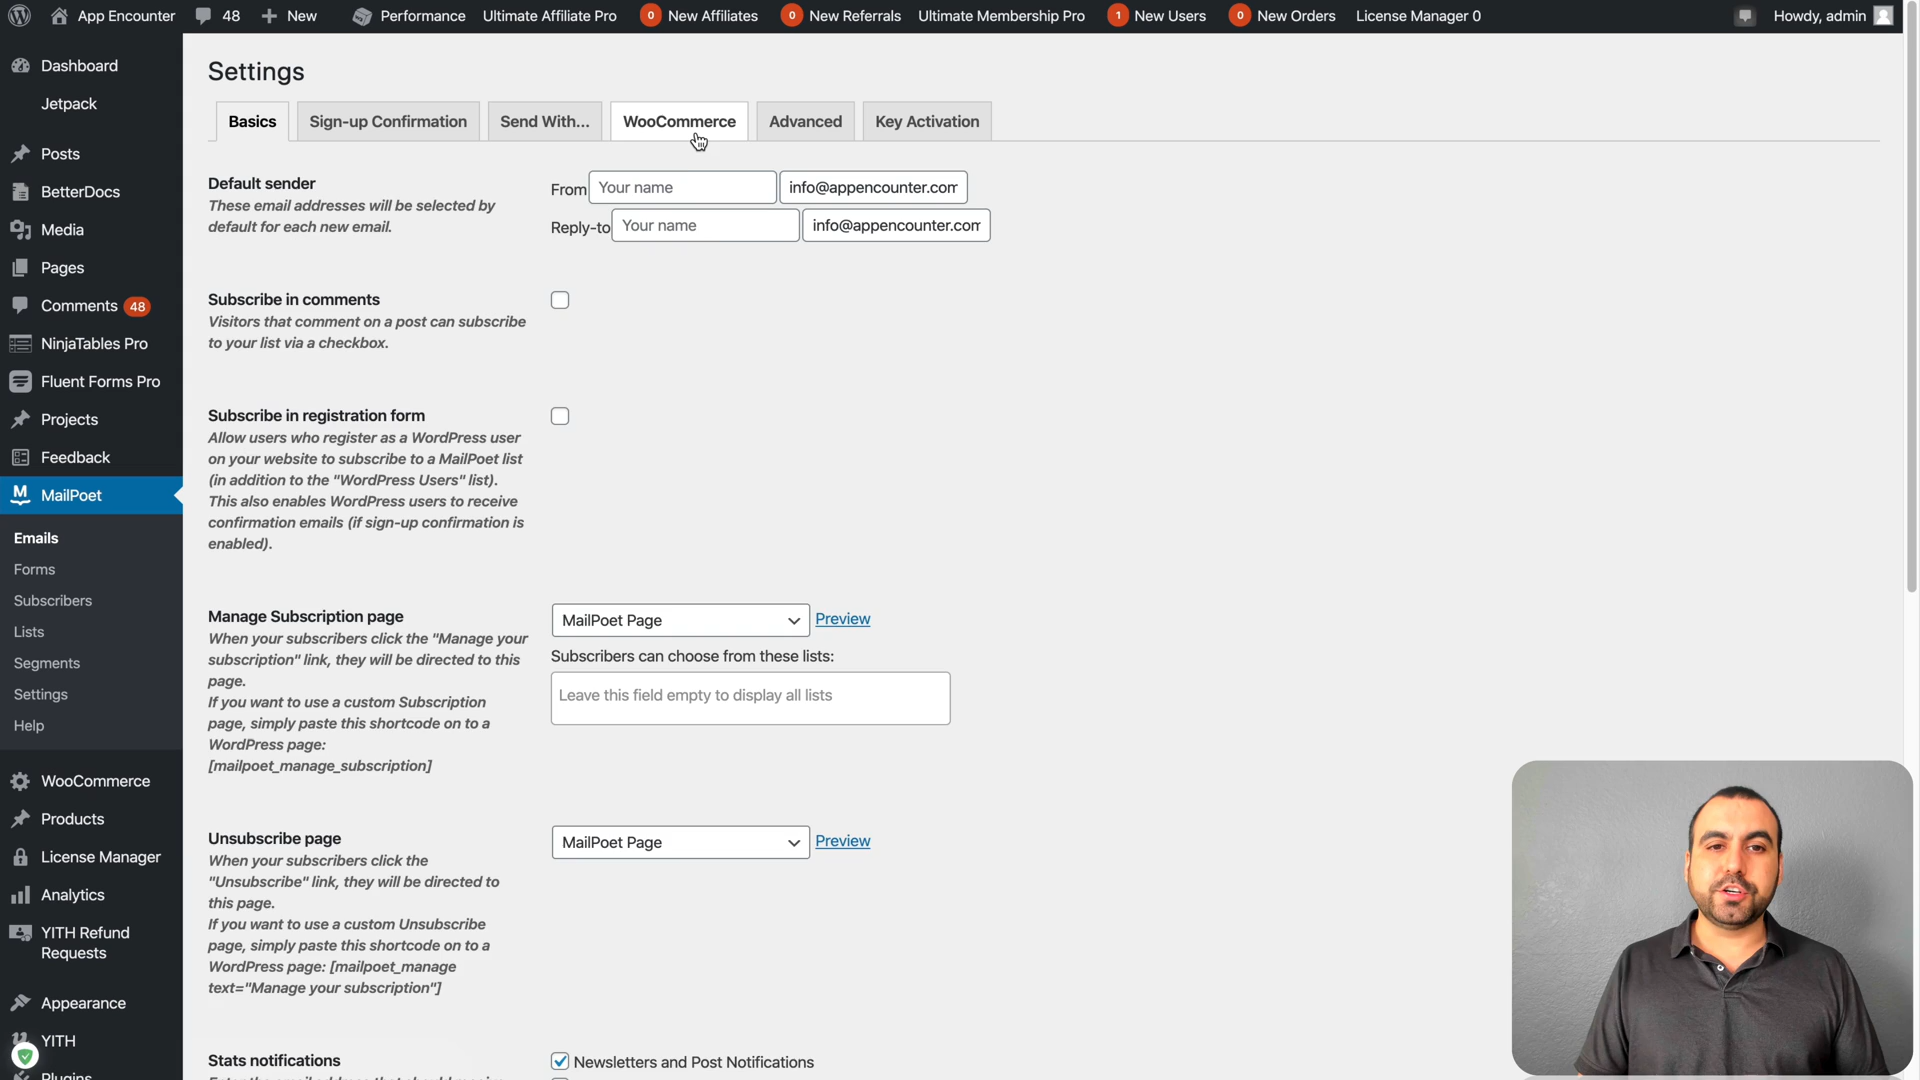 App Encounter 48 New Performance Ultimate Affiliate Pro 0 New Affiliates 0 New Referrals Ultimate Membership Pro 1 New Users 0 New Orders License Manager 0 Howdy, admin
Dashboard
Jetpack
Posts
BetterDocs
Media
Pages
Comments 48
NinjaTables Pro
Fluent Forms Pro
Projects
Feedback
MailPoet
Emails
Forms
Subscribers
Lists
Segments
Settings
Help
WooCommerce
Products
License Manager
Analytics
YITH Refund
Requests
Appearance
YITH
Plugins
Settings
Basics Sign-up Confirmation Send With... WooCommerce Advanced Key Activation
Default sender
These email addresses will be selected by
default for each new email.
From Your name info@appencounter.com
Reply-to Your name info@appencounter.com
Subscribe in comments
Visitors that comment on a post can subscribe
to your list via a checkbox.
Subscribe in registration form
Allow users who register as a WordPress user
on your website to subscribe to a MailPoet list
(in addition to the "WordPress Users" list).
This also enables WordPress users to receive
confirmation emails (if sign-up confirmation is
enabled).
Manage Subscription page
When your subscribers click the "Manage your
subscription" link, they will be directed to this
page.
If you want to use a custom Subscription
page, simply paste this shortcode on to a
WordPress page:
[mailpoet_manage_subscription]
MailPoet Page Preview
Subscribers can choose from these lists:
Leave this field empty to display all lists
Unsubscribe page
When your subscribers click the
"Unsubscribe" link, they will be directed to
this page.
If you want to use a custom Unsubscribe
page, simply paste this shortcode on to a
WordPress page: [mailpoet_manage
text="Manage your subscription"]
MailPoet Page Preview
Stats notifications
Newsletters and Post Notifications